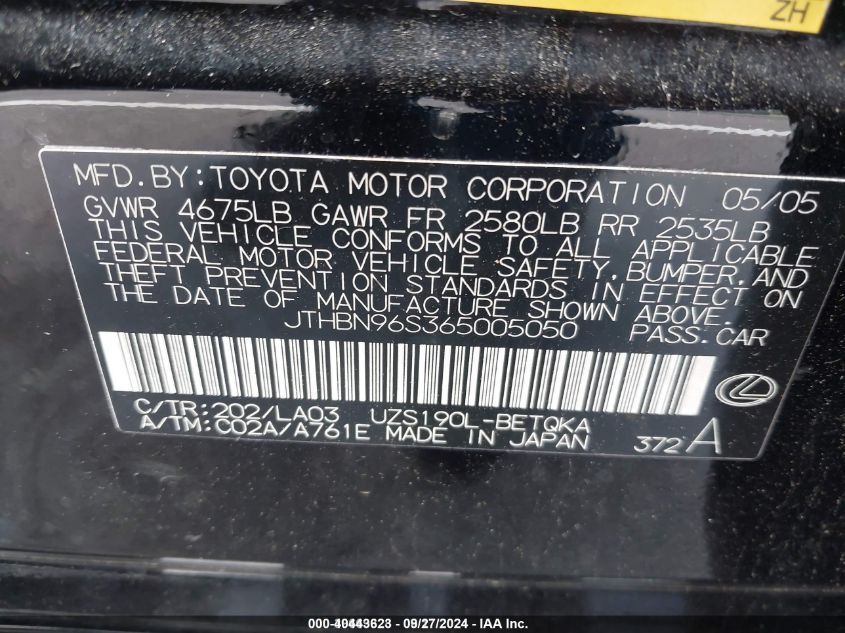 ZH
MFD.BY:TOYOTA MOTOR CORPORATION 05/05
GVWR 4675LB GAWR FR 2580LB RR 2535LB
THIS VEHICLE CONFORMS TO ALL APPLICABLE
FEDERAL MOTOR VEHICLE SAFETY,BUMPER,AND
THEFT PREVENTION STANDARDS IN EFFECT ON
THE DATE OF MANUFACTURE SHOWN ABOVE.
JTHBN96S365005050 PASS.CAR
C/TR:202/LA03 UZS190L-BETQKA
A/TM:C02A/A761E MADE IN JAPAN 372A
000-40443623 - 09/27/2024 - IAA Inc.